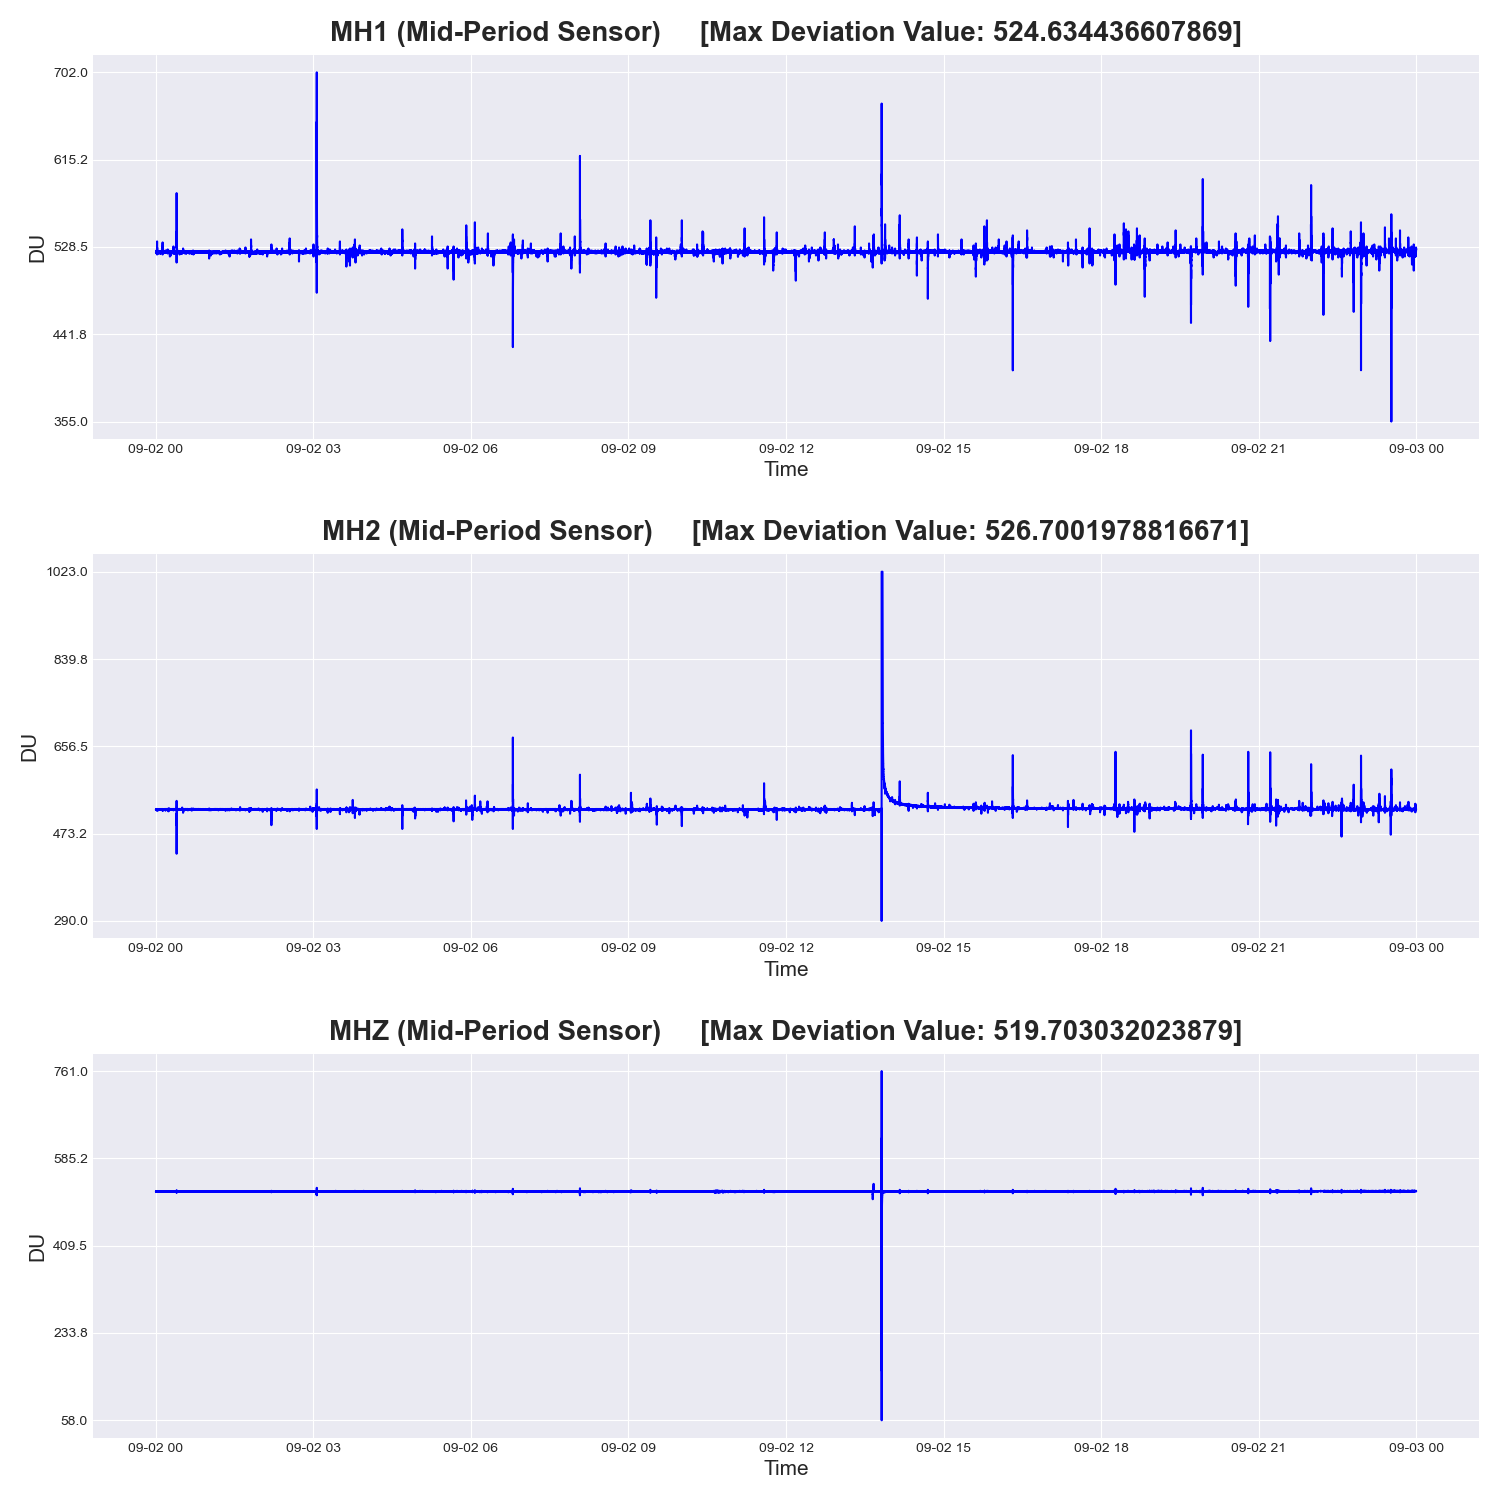 MH1 (Mid-Period Sensor) [Max Deviation Value: 524.634436607869]
702.0
615.2
528.5
441.8
355.0
DU
09-02 00 09-02 03 09-02 06 09-02 09 09-02 12 09-02 15 09-02 18 09-02 21 09-03 00
Time
MH2 (Mid-Period Sensor) [Max Deviation Value: 526.7001978816671]
1023.0
839.8
656.5
473.2
290.0
DU
09-02 00 09-02 03 09-02 06 09-02 09 09-02 12 09-02 15 09-02 18 09-02 21 09-03 00
Time
MHZ (Mid-Period Sensor) [Max Deviation Value: 519.703032023879]
761.0
585.2
409.5
233.8
58.0
DU
09-02 00 09-02 03 09-02 06 09-02 09 09-02 12 09-02 15 09-02 18 09-02 21 09-03 00
Time